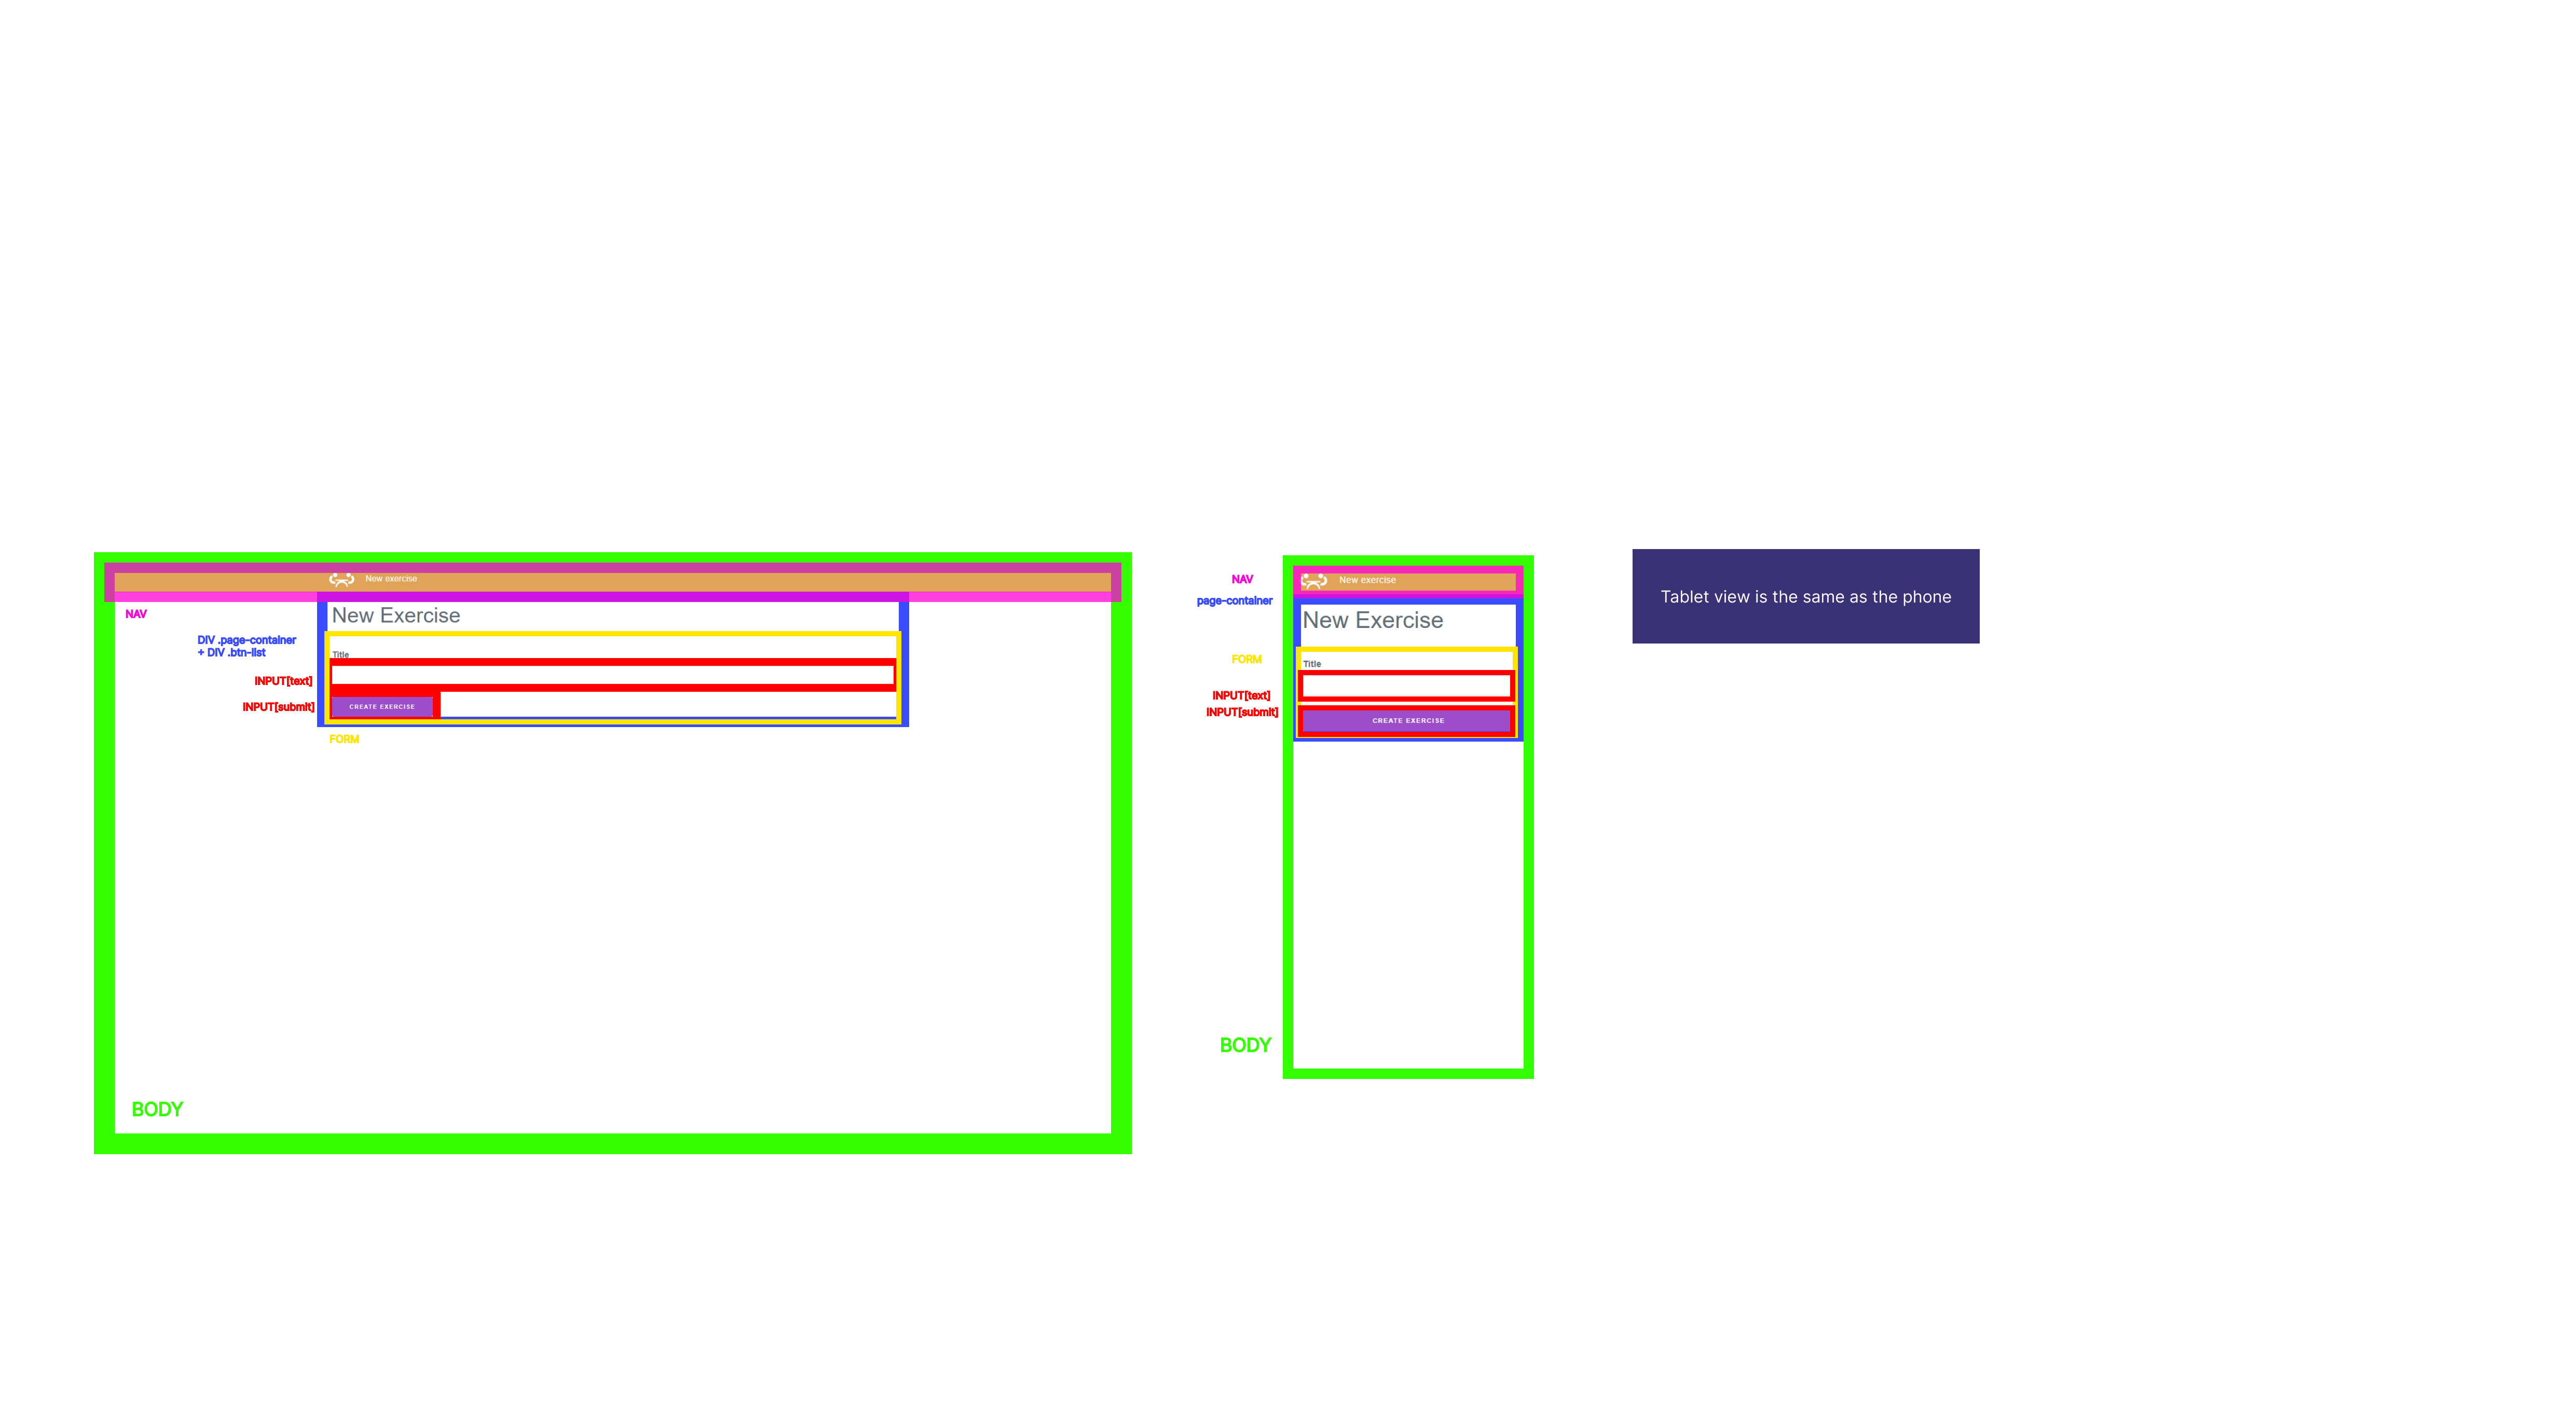 New exercise
New Exercise
NAV
DIV .page-container
+ DIV .btn-list
Title
INPUT[text]
INPUT[submit]
CREATE EXERCISE
FORM
BODY
NAV
New exercise
page-container
New Exercise
FORM
Title
INPUT[text]
INPUT[submit]
CREATE EXERCISE
BODY
Tablet view is the same as the phone